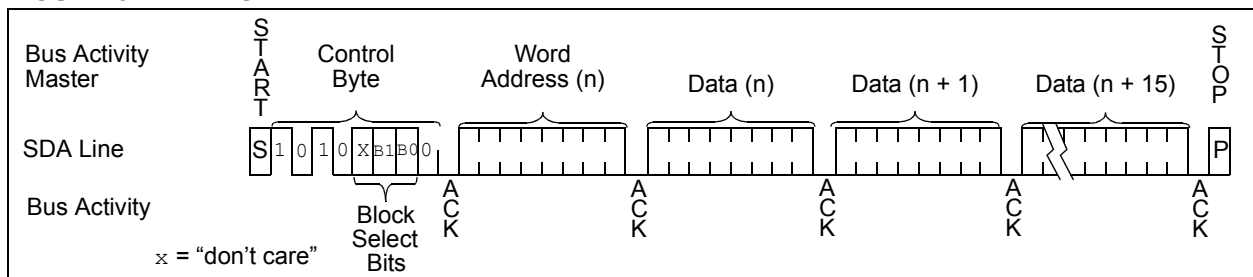 START
STOP
Bus Activity
Master
Control
Byte
Word
Address (n)
Data (n)
Data (n + 1)
Data (n + 15)
SDA Line
S 1 0 1 0 X B1 B0 0
P
Bus Activity
ACK
ACK
ACK
ACK
ACK
Block
Select
Bits
x = “don’t care”